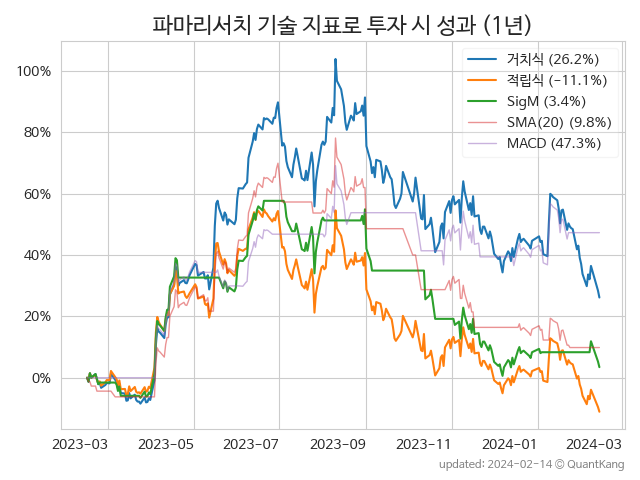 파마리서치 기술 지표로 투자 시 성과 (1년)
거치식 (26.2%)
적립식 (−11.1%)
SigM (3.4%)
SMA(20) (9.8%)
MACD (47.3%)
100%
80%
60%
40%
20%
0%
2023-03 2023-05 2023-07 2023-09 2023-11 2024-01 2024-03
updated: 2024-02-14 ⓒ QuantKang